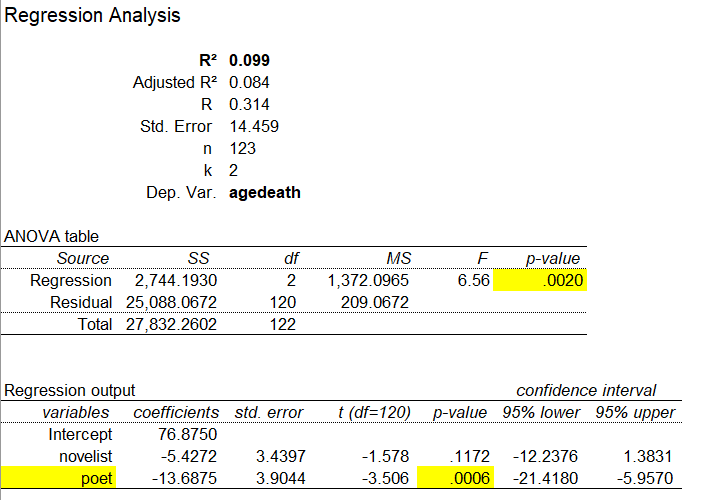 Regression Analysis
R² 0.099
Adjusted R² 0.084
R 0.314
Std. Error 14.459
n 123
k 2
Dep. Var. agedeath
ANOVA table
Source SS df MS F p-value
Regression 2,744.1930 2 1,372.0965 6.56 .0020
Residual 25,088.0672 120 209.0672
Total 27,832.2602 122
Regression output confidence interval
variables coefficients std. error t (df=120) p-value 95% lower 95% upper
Intercept 76.8750
novelist -5.4272 3.4397 -1.578 .1172 -12.2376 1.3831
poet -13.6875 3.9044 -3.506 .0006 -21.4180 -5.9570